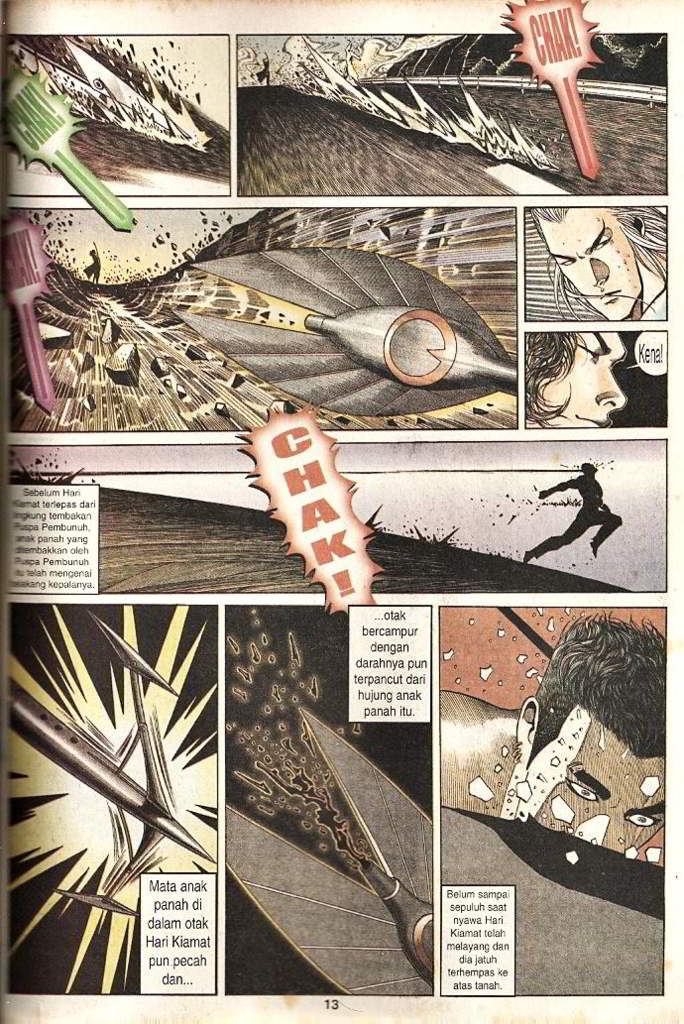 CHAK!
CHAK!
CHAK!
Kena!
CHAK!
Sebelum Hari
Kiamat terlepas dari
lingkung tembakan
Puspa Pembunuh,
anak panah yang
ditembakkan oleh
Puspa Pembunuh
itu telah mengenai
belakang kepalanya.
Mata anak
panah di
dalam otak
Hari Kiamat
pun pecah
dan...
...otak
bercampur
dengan
darahnya pun
terpancut dari
hujung anak
panah itu.
Belum sampai
sepuluh saat
nyawa Hari
Kiamat telah
melayang dan
dia jatuh
terhempas ke
atas tanah.
13